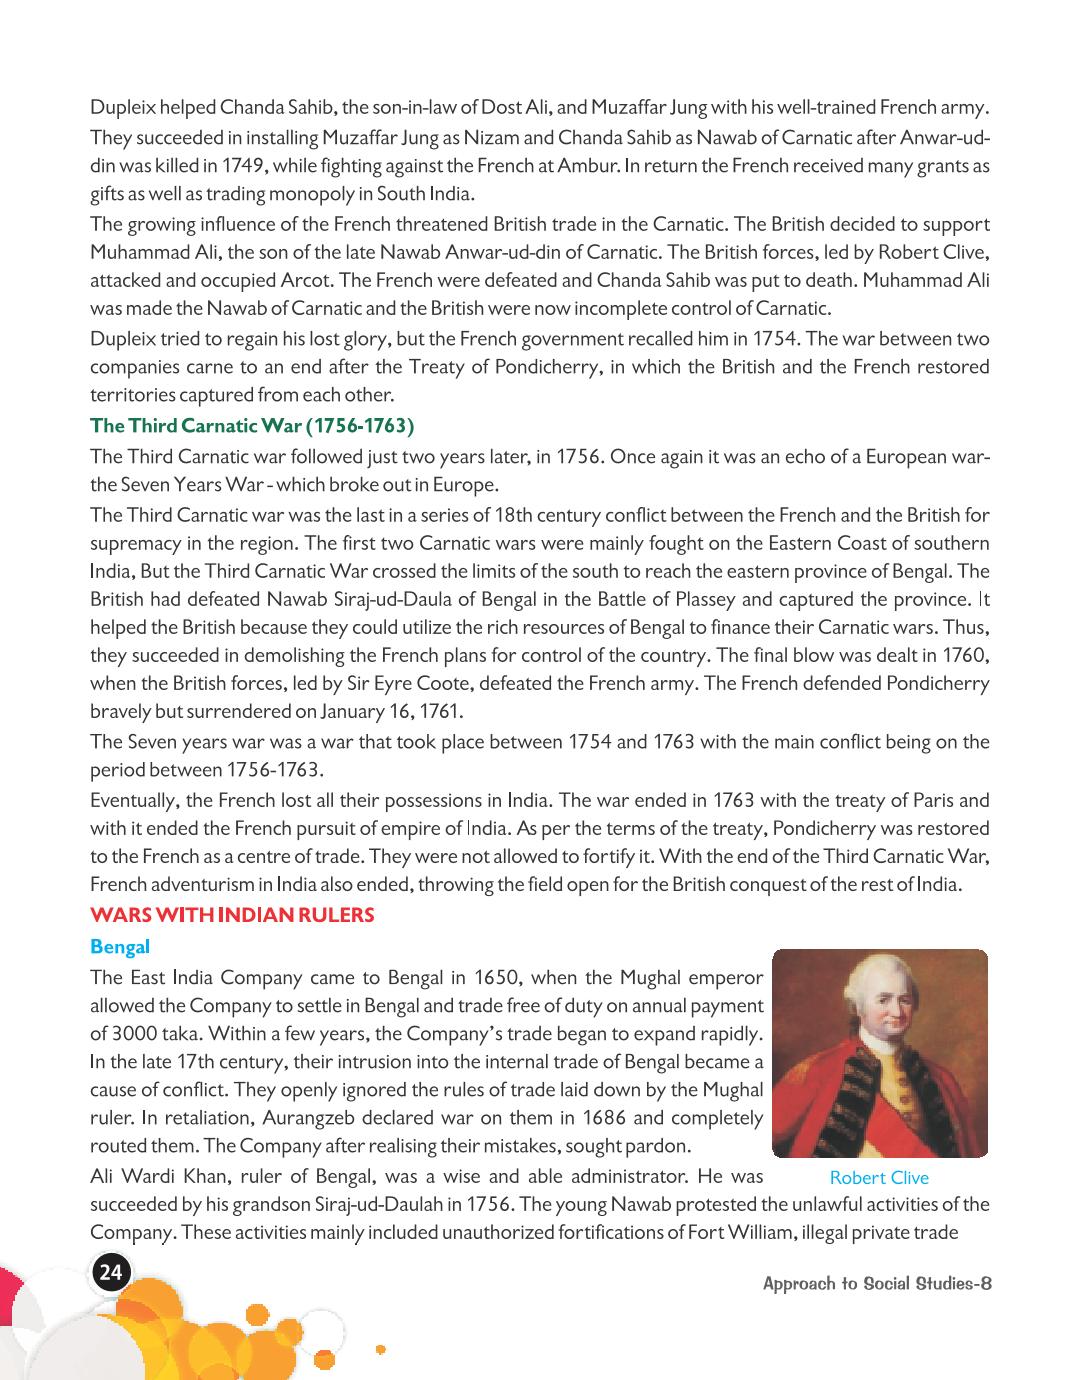 Dupleix helped Chanda Sahib, the son-in-law of Dost Ali, and Muzaffar Jung with his well-trained French army.
They succeeded in installing Muzaffar Jung as Nizam and Chanda Sahib as Nawab of Carnatic after Anwar-ud-
din was killed in 1749, while fighting against the French at Ambur. In return the French received many grants as
gifts as well as trading monopoly in South India.
The growing influence of the French threatened British trade in the Carnatic. The British decided to support
Muhammad Ali, the son of the late Nawab Anwar-ud-din of Carnatic. The British forces, led by Robert Clive,
attacked and occupied Arcot. The French were defeated and Chanda Sahib was put to death. Muhammad Ali
was made the Nawab of Carnatic and the British were now incomplete control of Carnatic.
Dupleix tried to regain his lost glory, but the French government recalled him in 1754. The war between two
companies carne to an end after the Treaty of Pondicherry, in which the British and the French restored
territories captured from each other.
The Third Carnatic War (1756-1763)
The Third Carnatic war followed just two years later, in 1756. Once again it was an echo of a European war-
the Seven Years War - which broke out in Europe.
The Third Carnatic war was the last in a series of 18th century conflict between the French and the British for
supremacy in the region. The first two Carnatic wars were mainly fought on the Eastern Coast of southern
India, But the Third Carnatic War crossed the limits of the south to reach the eastern province of Bengal. The
British had defeated Nawab Siraj-ud-Daula of Bengal in the Battle of Plassey and captured the province. It
helped the British because they could utilize the rich resources of Bengal to finance their Carnatic wars. Thus,
they succeeded in demolishing the French plans for control of the country. The final blow was dealt in 1760,
when the British forces, led by Sir Eyre Coote, defeated the French army. The French defended Pondicherry
bravely but surrendered on January 16, 1761.
The Seven years war was a war that took place between 1754 and 1763 with the main conflict being on the
period between 1756-1763.
Eventually, the French lost all their possessions in India. The war ended in 1763 with the treaty of Paris and
with it ended the French pursuit of empire of India. As per the terms of the treaty, Pondicherry was restored
to the French as a centre of trade. They were not allowed to fortify it. With the end of the Third Carnatic War,
French adventurism in India also ended, throwing the field open for the British conquest of the rest of India.
WARS WITH INDIAN RULERS
Bengal
The East India Company came to Bengal in 1650, when the Mughal emperor
allowed the Company to settle in Bengal and trade free of duty on annual payment
of 3000 taka. Within a few years, the Company's trade began to expand rapidly.
In the late 17th century, their intrusion into the internal trade of Bengal became a
cause of conflict. They openly ignored the rules of trade laid down by the Mughal
ruler. In retaliation, Aurangzeb declared war on them in 1686 and completely
routed them. The Company after realising their mistakes, sought pardon.
Robert Clive
Ali Wardi Khan, ruler of Bengal, was a wise and able administrator. He was
succeeded by his grandson Siraj-ud-Daulah in 1756. The young Nawab protested the unlawful activities of the
Company. These activities mainly included unauthorized fortifications of Fort William, illegal private trade
24
Approach to Social Studies-8